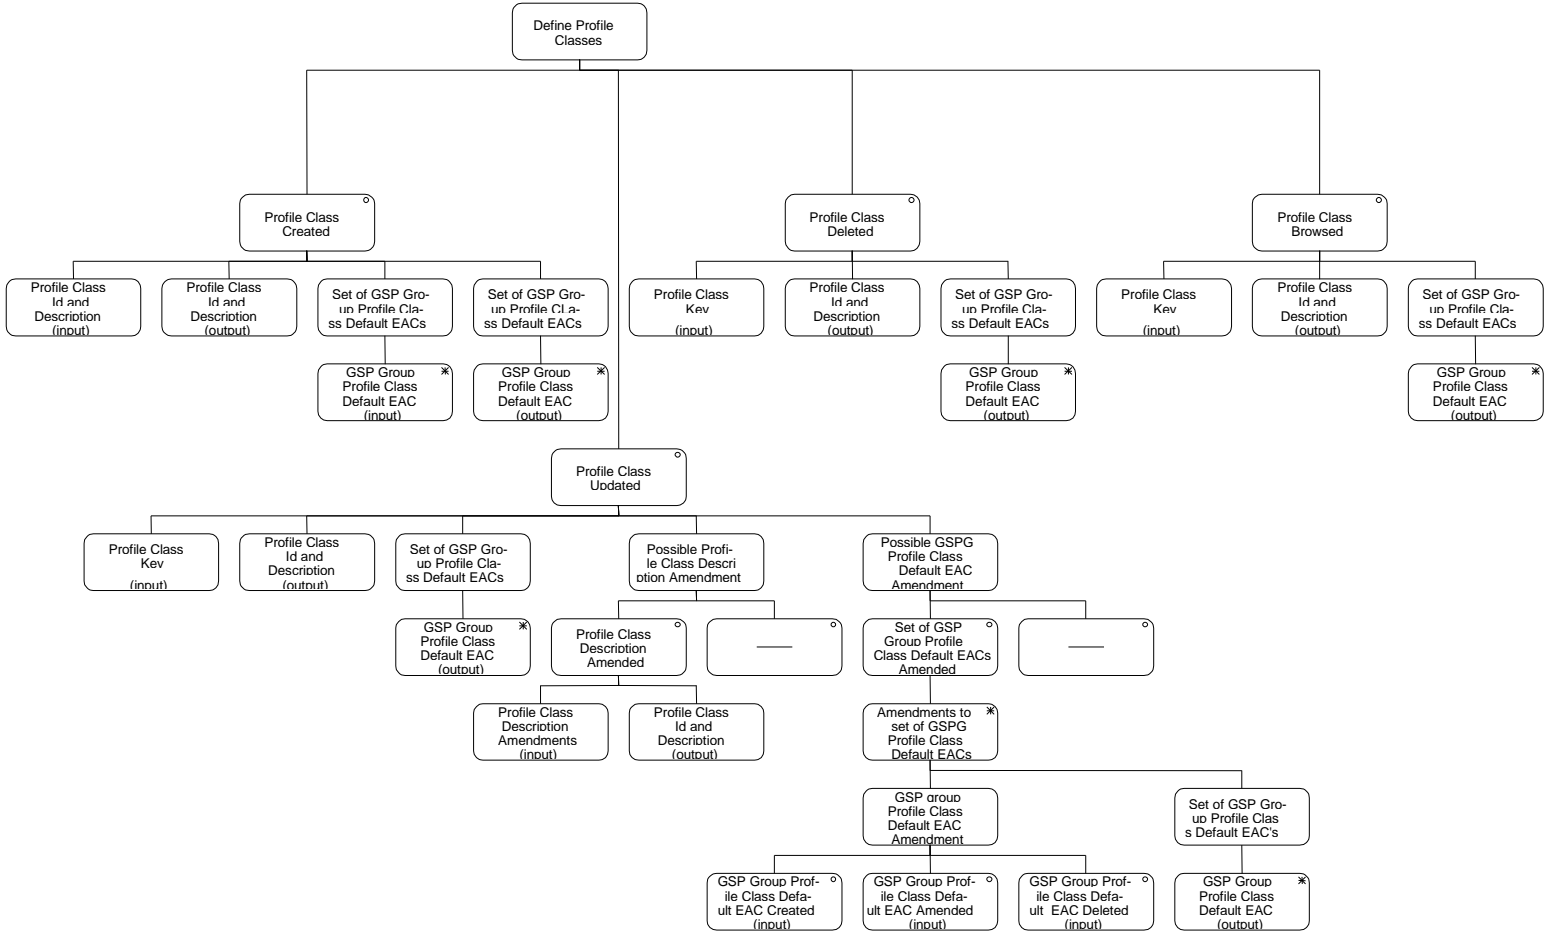 Define Profile
Classes
Profile Class
Created
Profile Class
Deleted
Profile Class
Browsed
Profile Class
Id and
Description
(input)
Profile Class
Id and
Description
(output)
Set of GSP Gro-
up Profile Cla-
ss Default EACs
Set of GSP Gro-
up Profile CLa-
ss Default EACs
Profile Class
Key
(input)
Profile Class
Id and
Description
(output)
Set of GSP Gro-
up Profile Cla-
ss Default EACs
Profile Class
Key
(input)
Profile Class
Id and
Description
(output)
Set of GSP Gro-
up Profile Cla-
ss Default EACs
GSP Group
Profile Class
Default EAC
(input)
GSP Group
Profile Class
Default EAC
(output)
GSP Group
Profile Class
Default EAC
(output)
GSP Group
Profile Class
Default EAC
(output)
Profile Class
Updated
Profile Class
Key
(input)
Profile Class
Id and
Description
(output)
Set of GSP Gro-
up Profile Cla-
ss Default EACs
Possible Profi-
le Class Descri
ption Amendment
Possible GSPG
Profile Class
Default EAC
Amendment
GSP Group
Profile Class
Default EAC
(output)
Profile Class
Description
Amended
Set of GSP
Group Profile
Class Default EACs
Amended
Profile Class
Description
Amendments
(input)
Profile Class
Id and
Description
(output)
Amendments to
set of GSPG
Profile Class
Default EACs
GSP group
Profile Class
Default EAC
Amendment
Set of GSP Gro-
up Profile Clas
s Default EAC's
GSP Group Prof-
ile Class Defa-
ult EAC Created
(input)
GSP Group Prof-
ile Class Defa-
ult EAC Amended
(input)
GSP Group Prof-
ile Class Defa-
ult EAC Deleted
(input)
GSP Group
Profile Class
Default EAC
(output)